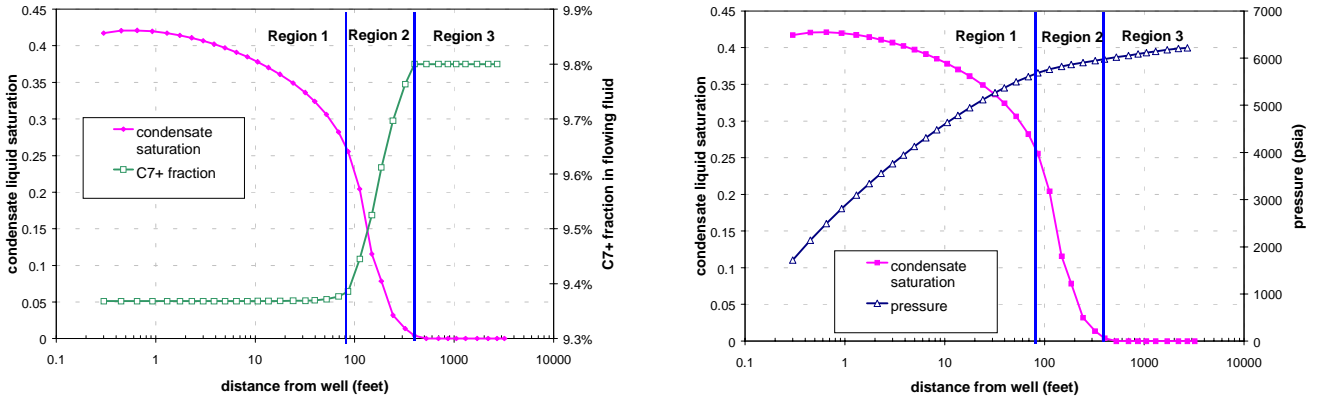 0.45
0.4
0.35
0.3
0.25
0.2
0.15
0.1
0.05
0
condensate liquid saturation
Region 1
Region 2
Region 3
condensate
saturation
C7+ fraction
9.9%
9.8%
9.7%
9.6%
9.5%
9.4%
9.3%
C7+ fraction in flowing fluid
0.1
1
10
100
1000
10000
distance from well (feet)
0.45
0.4
0.35
0.3
0.25
0.2
0.15
0.1
0.05
0
condensate liquid saturation
Region 1
Region 2
Region 3
condensate
saturation
pressure
7000
6000
5000
4000
3000
2000
1000
0
pressure (psia)
0.1
1
10
100
1000
10000
distance from well (feet)